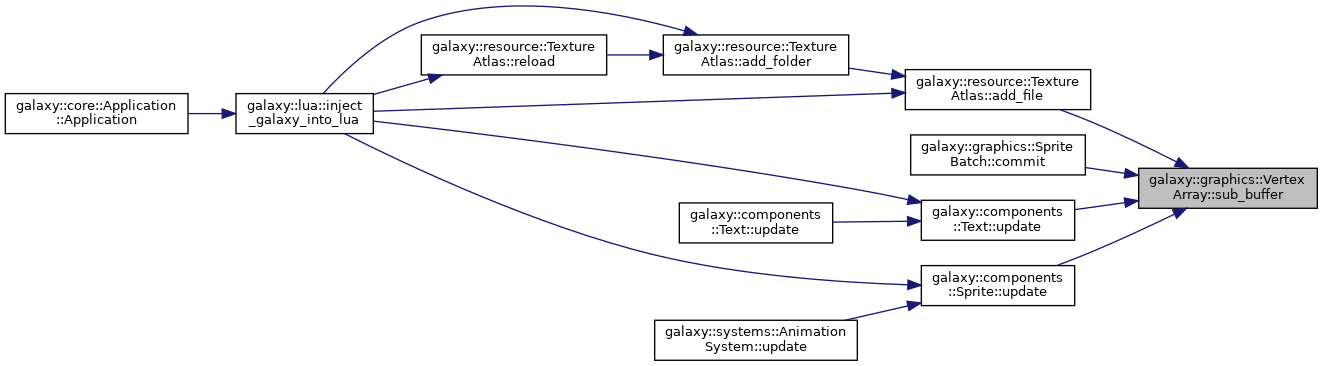 galaxy::core::Application
::Application
galaxy::lua::inject
_galaxy_into_lua
galaxy::resource::Texture
Atlas::reload
galaxy::resource::Texture
Atlas::add_folder
galaxy::resource::Texture
Atlas::add_file
galaxy::graphics::Sprite
Batch::commit
galaxy::graphics::Vertex
Array::sub_buffer
galaxy::components
::Text::update
galaxy::components
::Text::update
galaxy::components
::Sprite::update
galaxy::systems::Animation
System::update